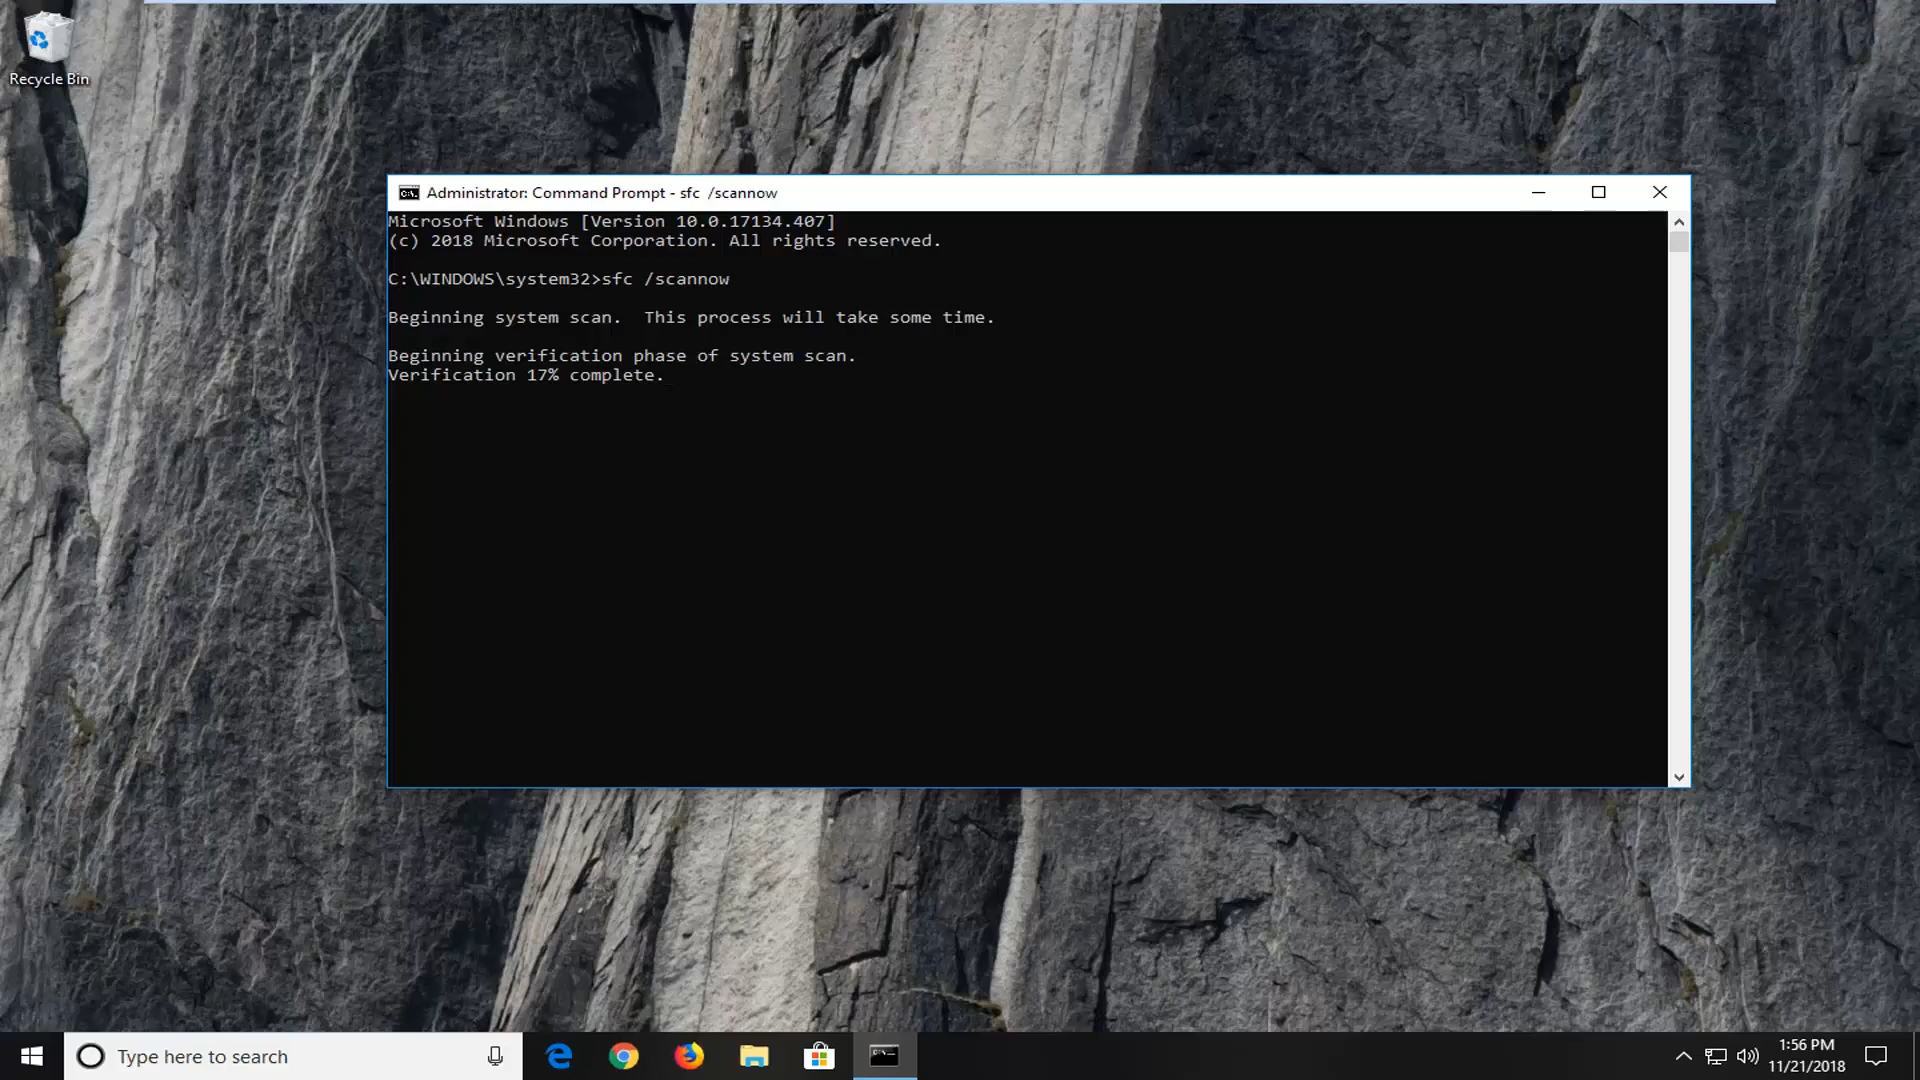 Recycle Bin
Administrator: Command Prompt - sfc  /scannow
Microsoft Windows [Version 10.0.17134.407]
(c) 2018 Microsoft Corporation. All rights reserved.
C:\WINDOWS\system32>sfc /scannow
Beginning system scan.  This process will take some time.
Beginning verification phase of system scan.
Verification 17% complete.
Type here to search
1:56 PM
11/21/2018